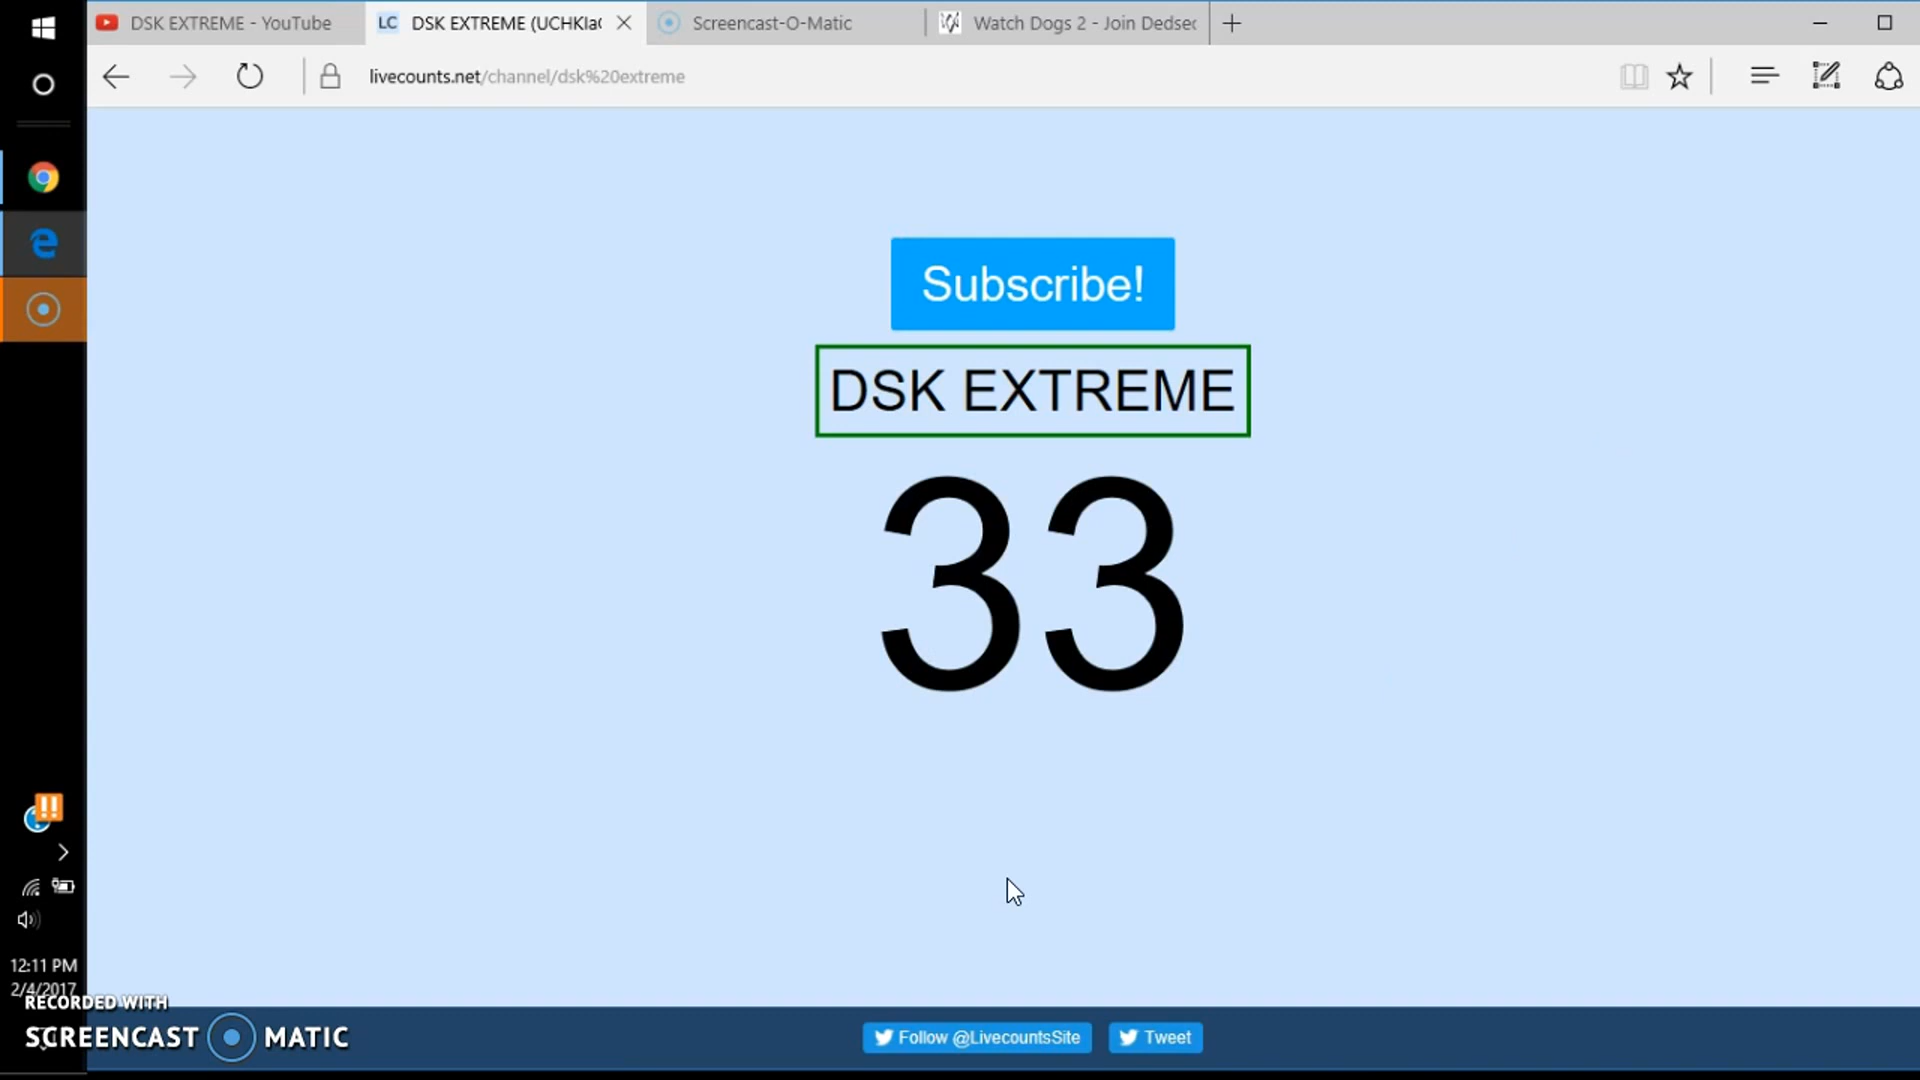 DSK EXTREME - YouTube
LC DSK EXTREME (UCHKIa
Screencast-O-Matic
Watch Dogs 2 - Join Dedsec
livecounts.net/channel/dsk%20extreme
Subscribe!
DSK EXTREME
33
12:11 PM
2/4/2017
RECORDED WITH
SCREENCAST MATIC
Follow @LivecountsSite
Tweet